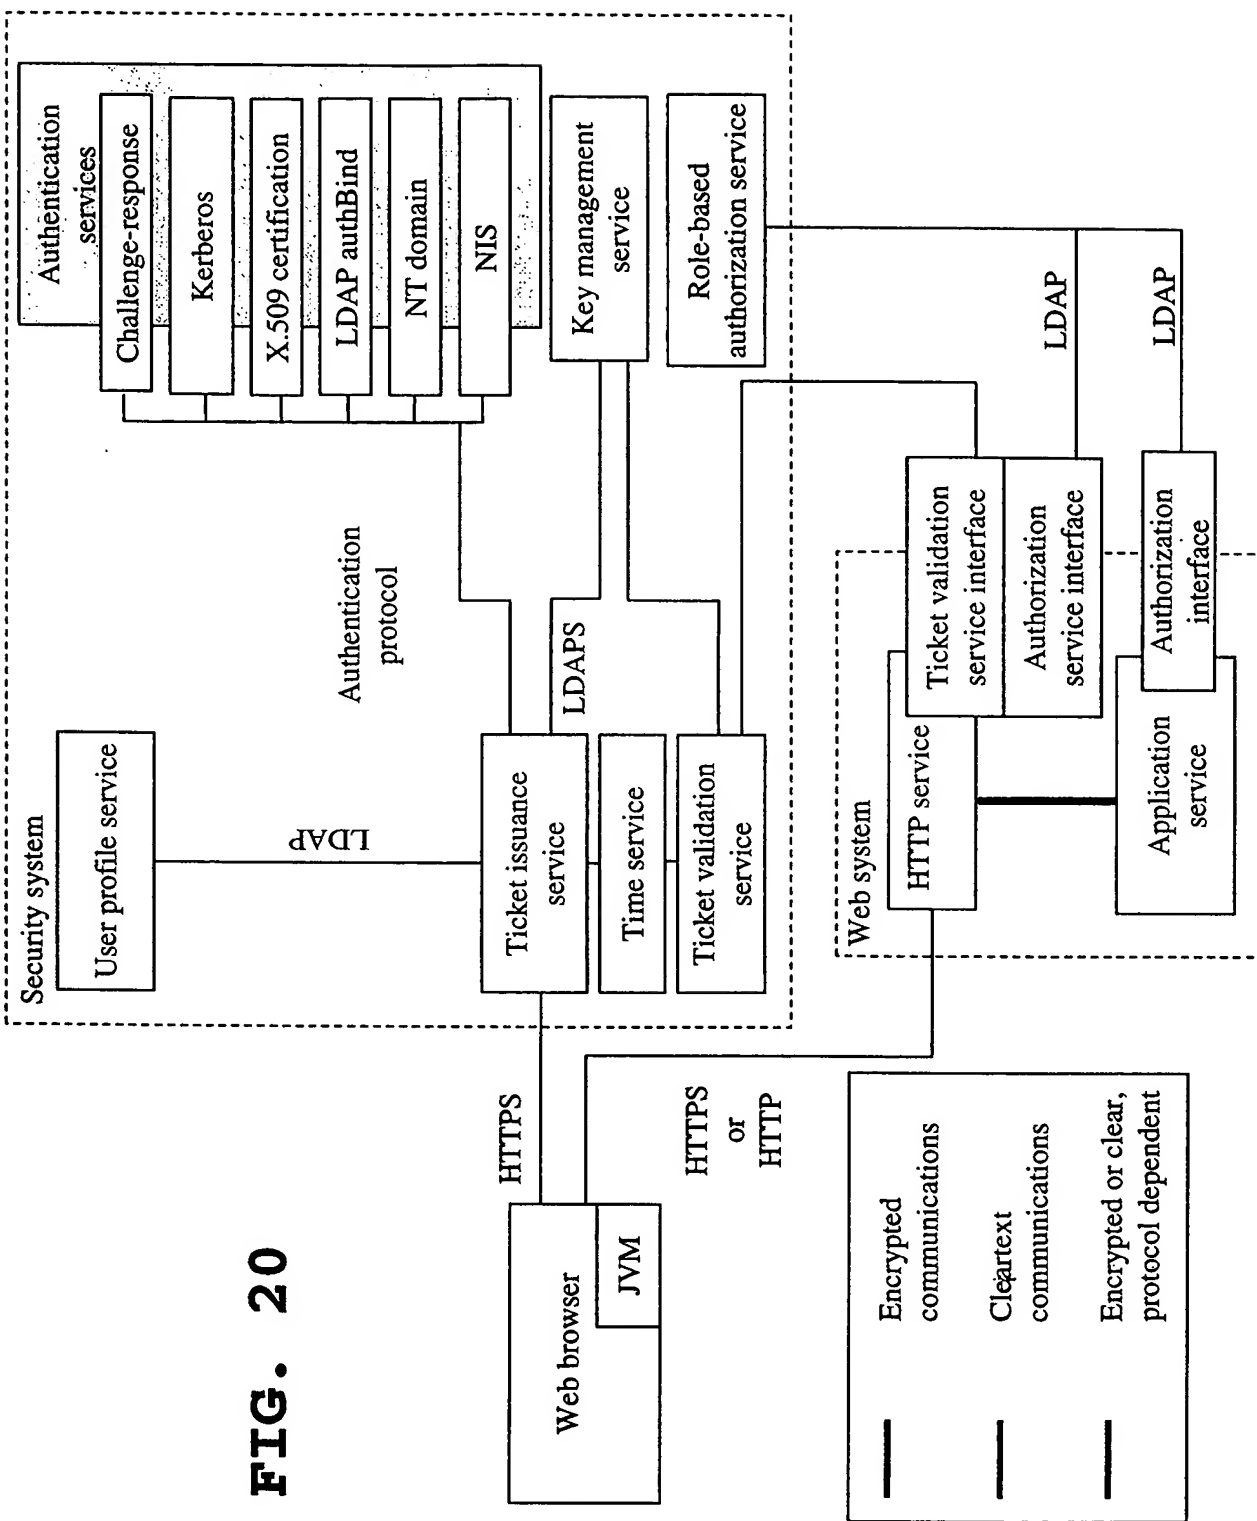 FIG. 20
Security system
User profile service
LDAP
Authentication
protocol
Authentication
services
Challenge-response
Kerberos
X.509 certification
LDAP authBind
NT domain
NIS
Key management
service
Role-based
authorization service
LDAPS
Ticket issuance
service
Time service
Ticket validation
service
HTTPS
HTTPS
or
HTTP
Web browser
JVM
Web system
HTTP service
Ticket validation
service interface
Authorization
service interface
Application
service
Authorization
interface
LDAP
LDAP
Encrypted
communications
Cleartext
communications
Encrypted or clear,
protocol dependent